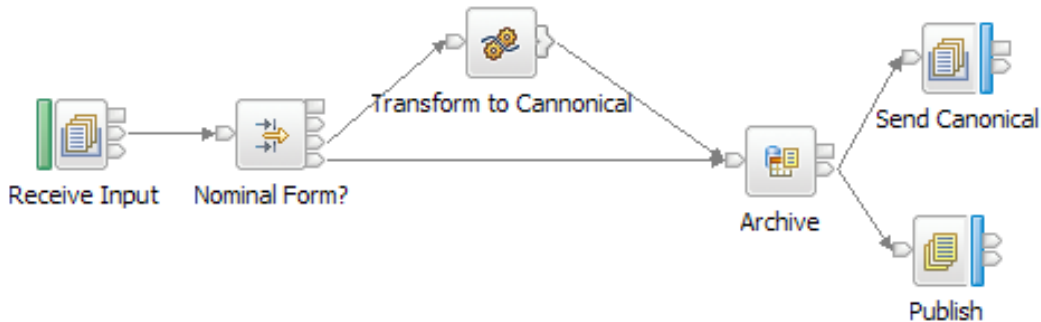 Transform to Cannonical
Send Canonical
Receive Input
Nominal Form?
Archive
Publish